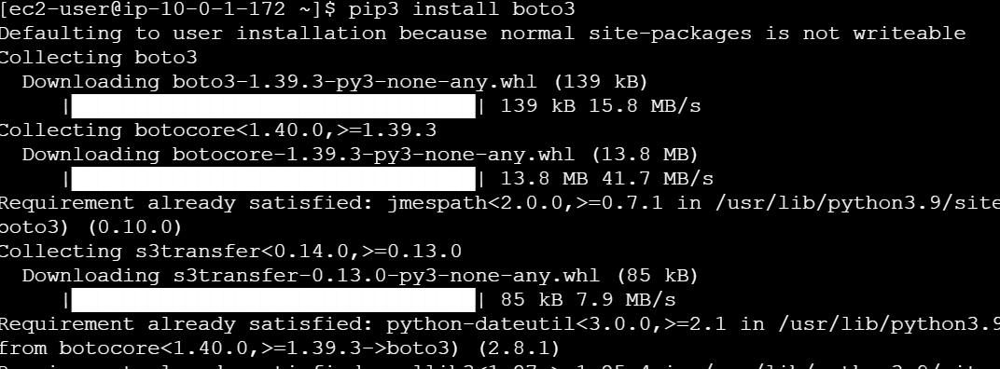 [ec2-user@ip-10-0-1-172 ~]$ pip3 install boto3
Defaulting to user installation because normal site-packages is not writeable
Collecting boto3
  Downloading boto3-1.39.3-py3-none-any.whl (139 kB)
     |████████████████████████████████| 139 kB 15.8 MB/s
Collecting botocore<1.40.0,>=1.39.3
  Downloading botocore-1.39.3-py3-none-any.whl (13.8 MB)
     |████████████████████████████████| 13.8 MB 41.7 MB/s
Requirement already satisfied: jmespath<2.0.0,>=0.7.1 in /usr/lib/python3.9/site
boto3) (0.10.0)
Collecting s3transfer<0.14.0,>=0.13.0
  Downloading s3transfer-0.13.0-py3-none-any.whl (85 kB)
     |████████████████████████████████| 85 kB 7.9 MB/s
Requirement already satisfied: python-dateutil<3.0.0,>=2.1 in /usr/lib/python3.9
from botocore<1.40.0,>=1.39.3->boto3) (2.8.1)